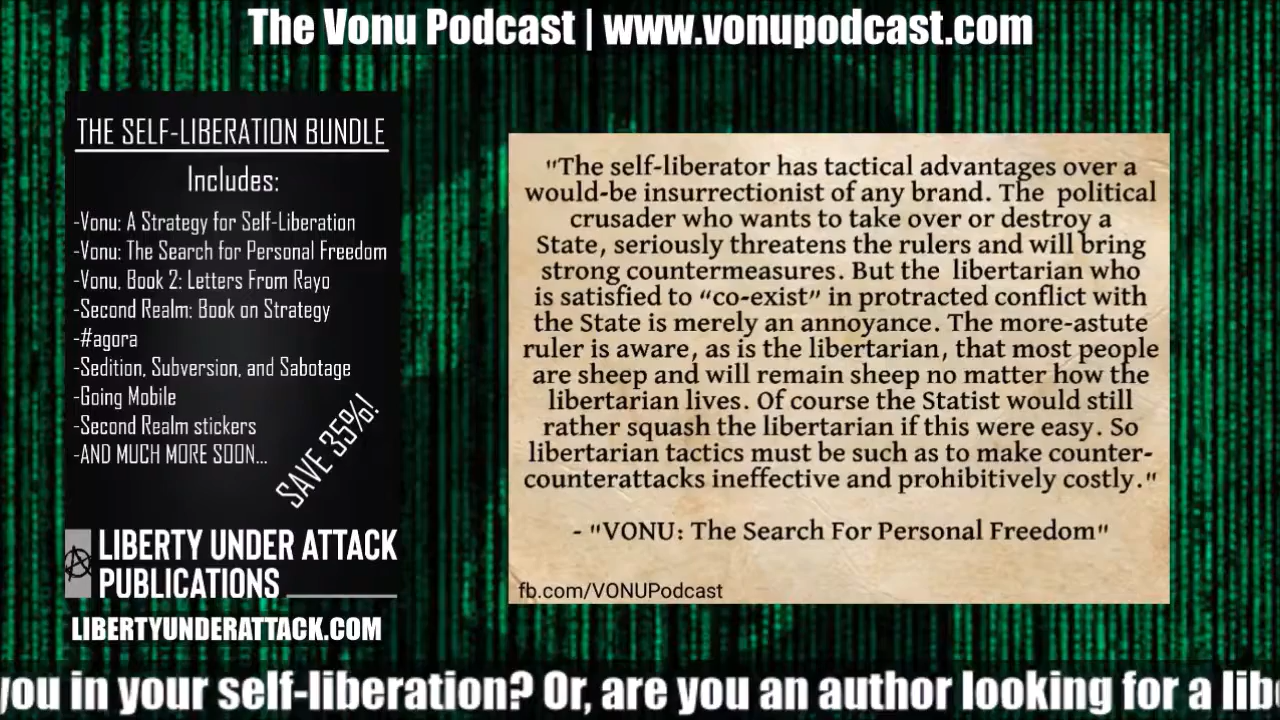 The Vonu Podcast | www.vonupodcast.com
THE SELF-LIBERATION BUNDLE
Includes:
-Vonu: A Strategy for Self-Liberation
-Vonu: The Search for Personal Freedom
-Vonu, Book 2: Letters From Rayo
-Second Realm: Book on Strategy
-#agora
-Sedition, Subversion, and Sabotage
-Going Mobile
-Second Realm stickers
-AND MUCH MORE SOON...
SAVE 35%!
LIBERTY UNDER ATTACK
PUBLICATIONS
LIBERTYUNDERATTACK.COM
"The self-liberator has tactical advantages over a
would-be insurrectionist of any brand. The political
crusader who wants to take over or destroy a
State, seriously threatens the rulers and will bring
strong countermeasures. But the libertarian who
is satisfied to “co-exist” in protracted conflict with
the State is merely an annoyance. The more-astute
ruler is aware, as is the libertarian, that most people
are sheep and will remain sheep no matter how the
libertarian lives. Of course the Statist would still
rather squash the libertarian if this were easy. So
libertarian tactics must be such as to make counter-
counterattacks ineffective and prohibitively costly."
- "VONU: The Search For Personal Freedom"
fb.com/VONUPodcast
you in your self-liberation? Or, are you an author looking for a lib